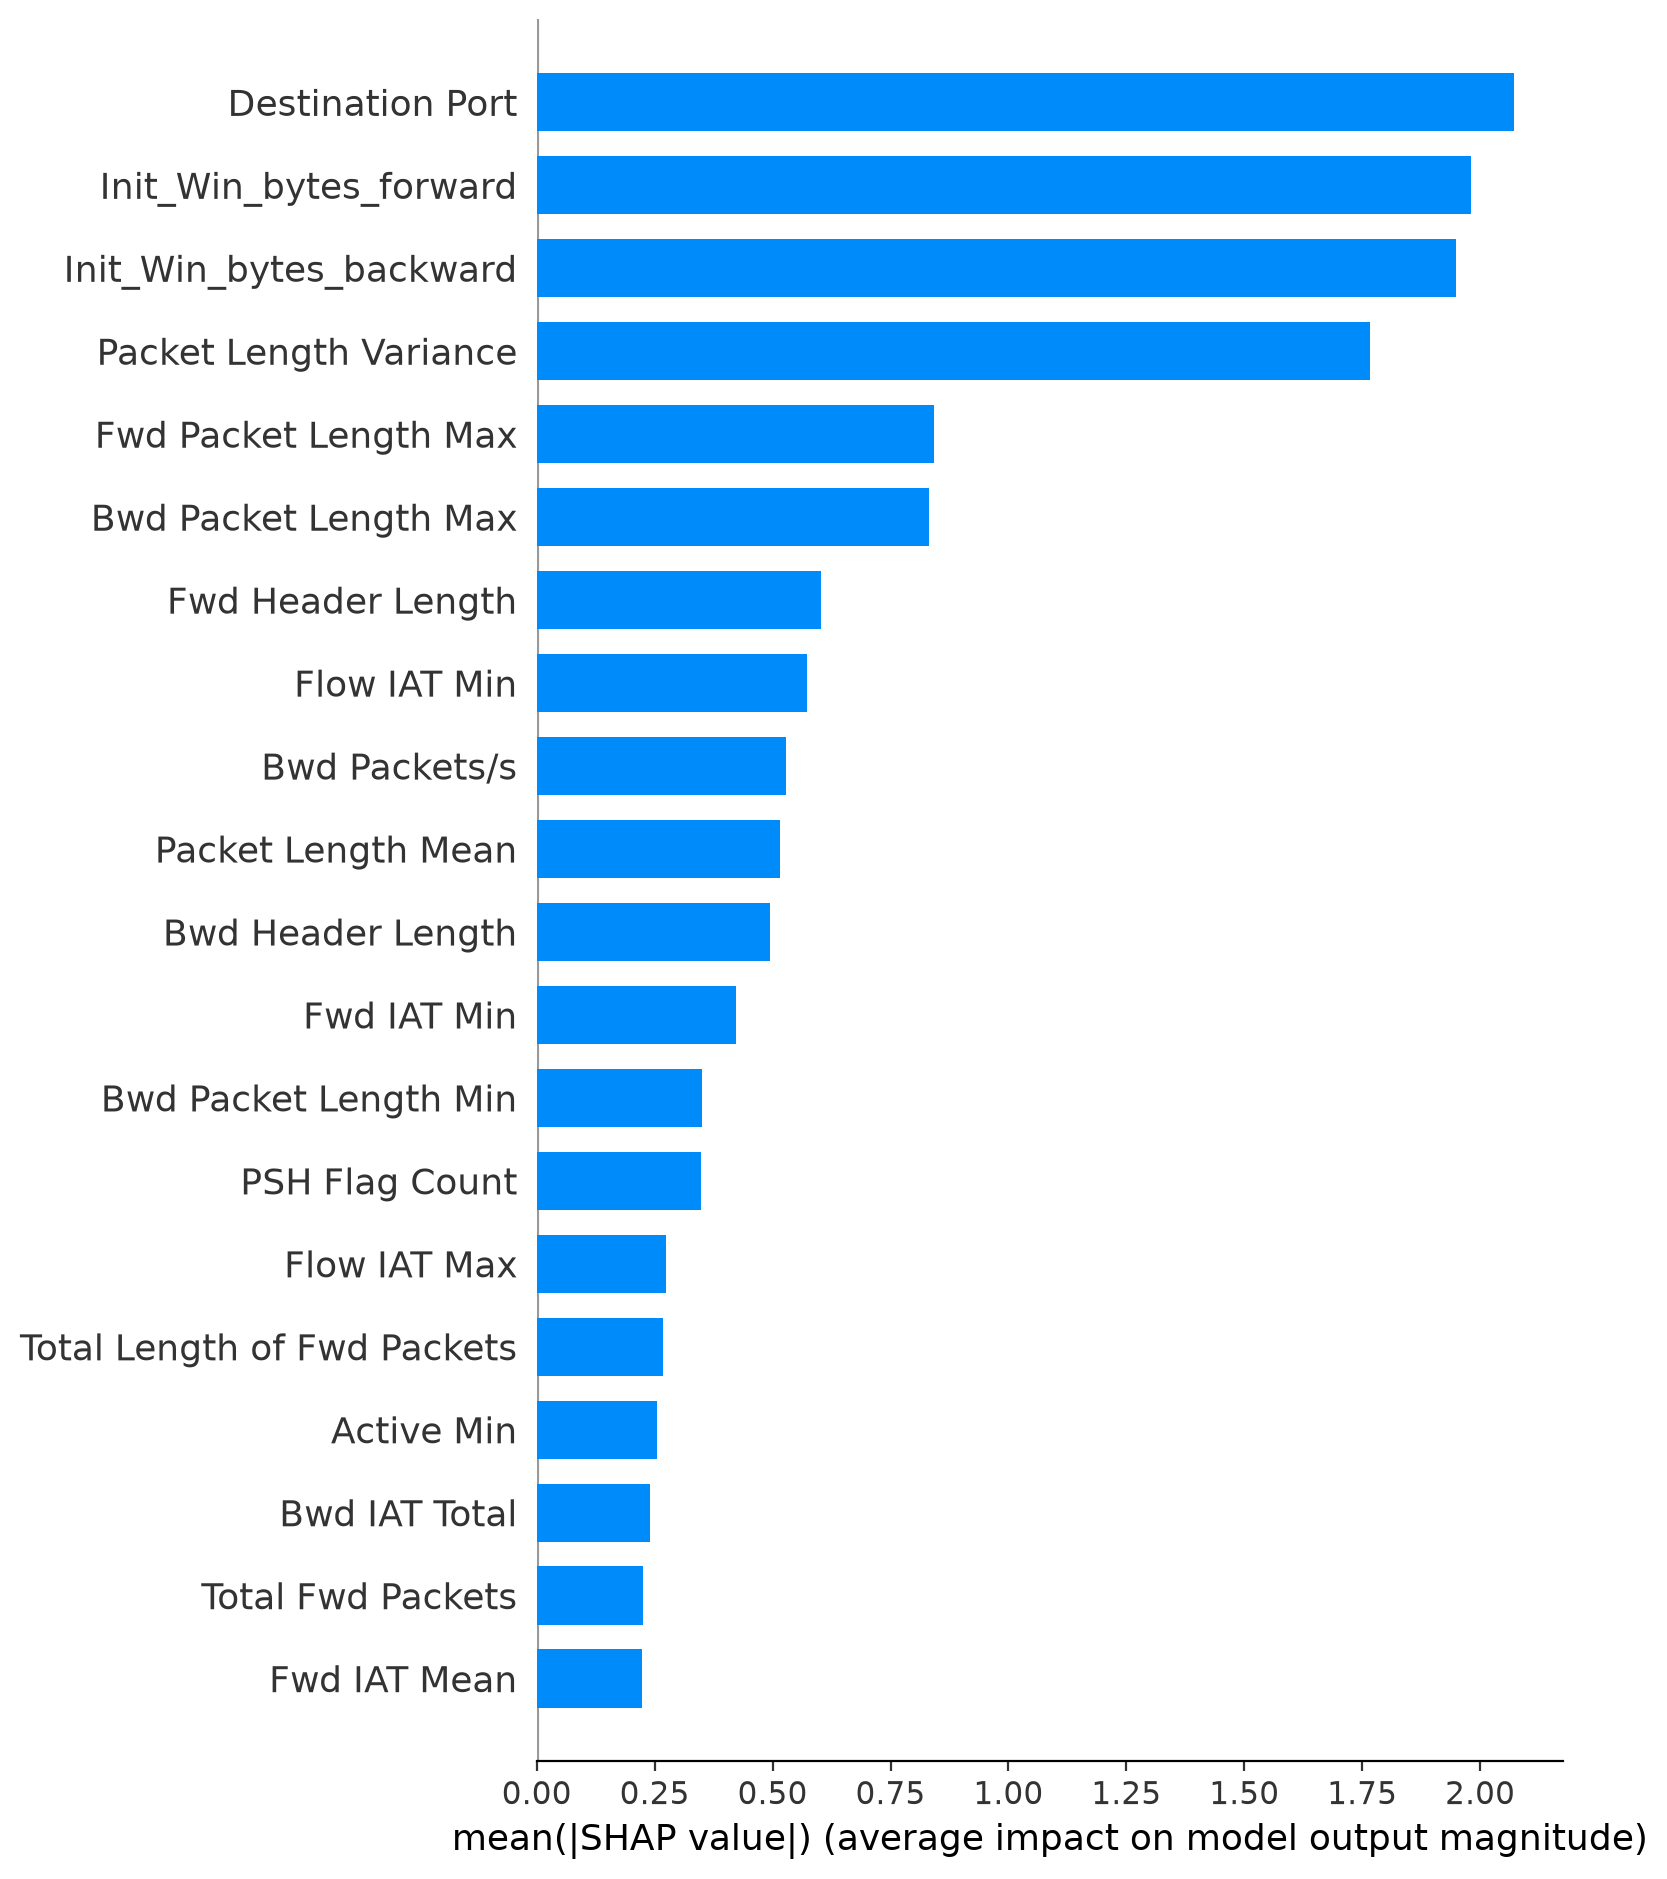 Destination Port
Init_Win_bytes_forward
Init_Win_bytes_backward
Packet Length Variance
Fwd Packet Length Max
Bwd Packet Length Max
Fwd Header Length
Flow IAT Min
Bwd Packets/s
Packet Length Mean
Bwd Header Length
Fwd IAT Min
Bwd Packet Length Min
PSH Flag Count
Flow IAT Max
Total Length of Fwd Packets
Active Min
Bwd IAT Total
Total Fwd Packets
Fwd IAT Mean
0.00 0.25 0.50 0.75 1.00 1.25 1.50 1.75 2.00
mean(|SHAP value|) (average impact on model output magnitude)